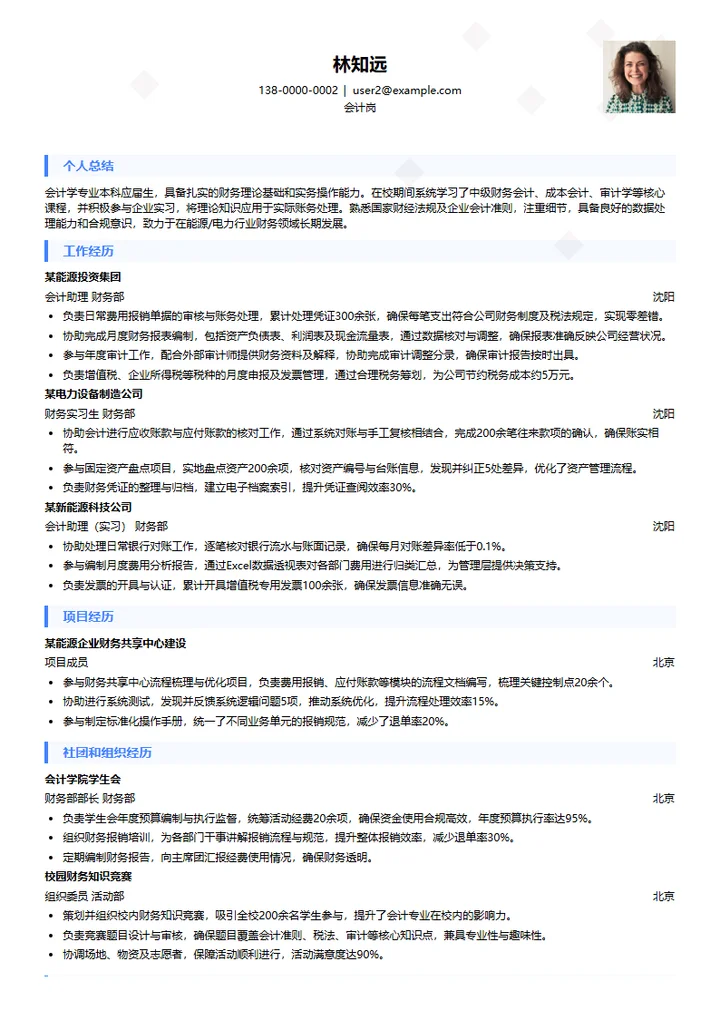 林知远
138-0000-0002 | user2@example.com
会计岗
个人总结
会计学专业本科应届生，具备扎实的财务理论基础和实务操作能力。在校期间系统学习了中级财务会计、成本会计、审计学等核心
课程，并积极参与企业实习，将理论知识应用于实际账务处理。熟悉国家财经法规及企业会计准则，注重细节，具备良好的数据处
理能力和合规意识，致力于在能源/电力行业财务领域长期发展。
工作经历
某能源投资集团
会计助理 财务部 沈阳
• 负责日常费用报销单据的审核与账务处理，累计处理凭证300余张，确保每笔支出符合公司财务制度及税法规定，实现零差错。
• 协助完成月度财务报表编制，包括资产负债表、利润表及现金流量表，通过数据核对与调整，确保报表准确反映公司经营状况。
• 参与年度审计工作，配合外部审计师提供财务资料及解释，协助完成审计调整分录，确保审计报告按时出具。
• 负责增值税、企业所得税等税种的月度申报及发票管理，通过合理税务筹划，为公司节约税务成本约5万元。
某电力设备制造公司
财务实习生 财务部 沈阳
• 协助会计进行应收账款与应付账款的核对工作，通过系统对账与手工复核相结合，完成200余笔往来款项的确认，确保账实相
符。
• 参与固定资产盘点项目，实地盘点资产200余项，核对资产编号与台账信息，发现并纠正5处差异，优化了资产管理流程。
• 负责财务凭证的整理与归档，建立电子档案索引，提升凭证查阅效率30%。
某新能源科技公司
会计助理（实习） 财务部 沈阳
• 协助处理日常银行对账工作，逐笔核对银行流水与账面记录，确保每月对账差异率低于0.1%。
• 参与编制月度费用分析报告，通过Excel数据透视表对各部门费用进行归类汇总，为管理层提供决策支持。
• 负责发票的开具与认证，累计开具增值税专用发票100余张，确保发票信息准确无误。
项目经历
某能源企业财务共享中心建设
项目成员 北京
• 参与财务共享中心流程梳理与优化项目，负责费用报销、应付账款等模块的流程文档编写，梳理关键控制点20余个。
• 协助进行系统测试，发现并反馈系统逻辑问题5项，推动系统优化，提升流程处理效率15%。
• 参与制定标准化操作手册，统一了不同业务单元的报销规范，减少了退单率20%。
社团和组织经历
会计学院学生会
财务部部长 财务部 北京
• 负责学生会年度预算编制与执行监督，统筹活动经费20余项，确保资金使用合规高效，年度预算执行率达95%。
• 组织财务报销培训，为各部门干事讲解报销流程与规范，提升整体报销效率，减少退单率30%。
• 定期编制财务报告，向主席团汇报经费使用情况，确保财务透明。
校园财务知识竞赛
组织委员 活动部 北京
• 策划并组织校内财务知识竞赛，吸引全校200余名学生参与，提升了会计专业在校内的影响力。
• 负责竞赛题目设计与审核，确保题目覆盖会计准则、税法、审计等核心知识点，兼具专业性与趣味性。
• 协调场地、物资及志愿者，保障活动顺利进行，活动满意度达90%。